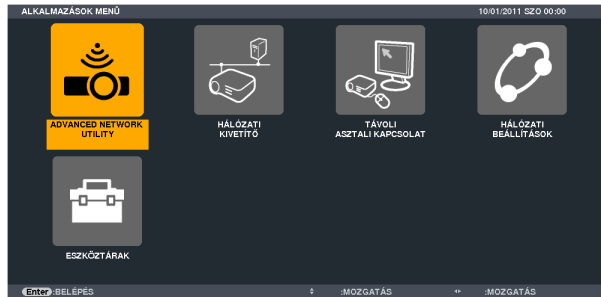 ALKALMAZÁSOK MENÜ 10/01/2011 SZO 00:00
ADVANCED NETWORK
UTILITY
HÁLÓZATI
KIVETÍTŐ
TÁVOLI
ASZTALI KAPCSOLAT
HÁLÓZATI
BEÁLLÍTÁSOK
ESZKÖZTÁRAK
Enter :BELÉPÉS :MOZGATÁS :MOZGATÁS